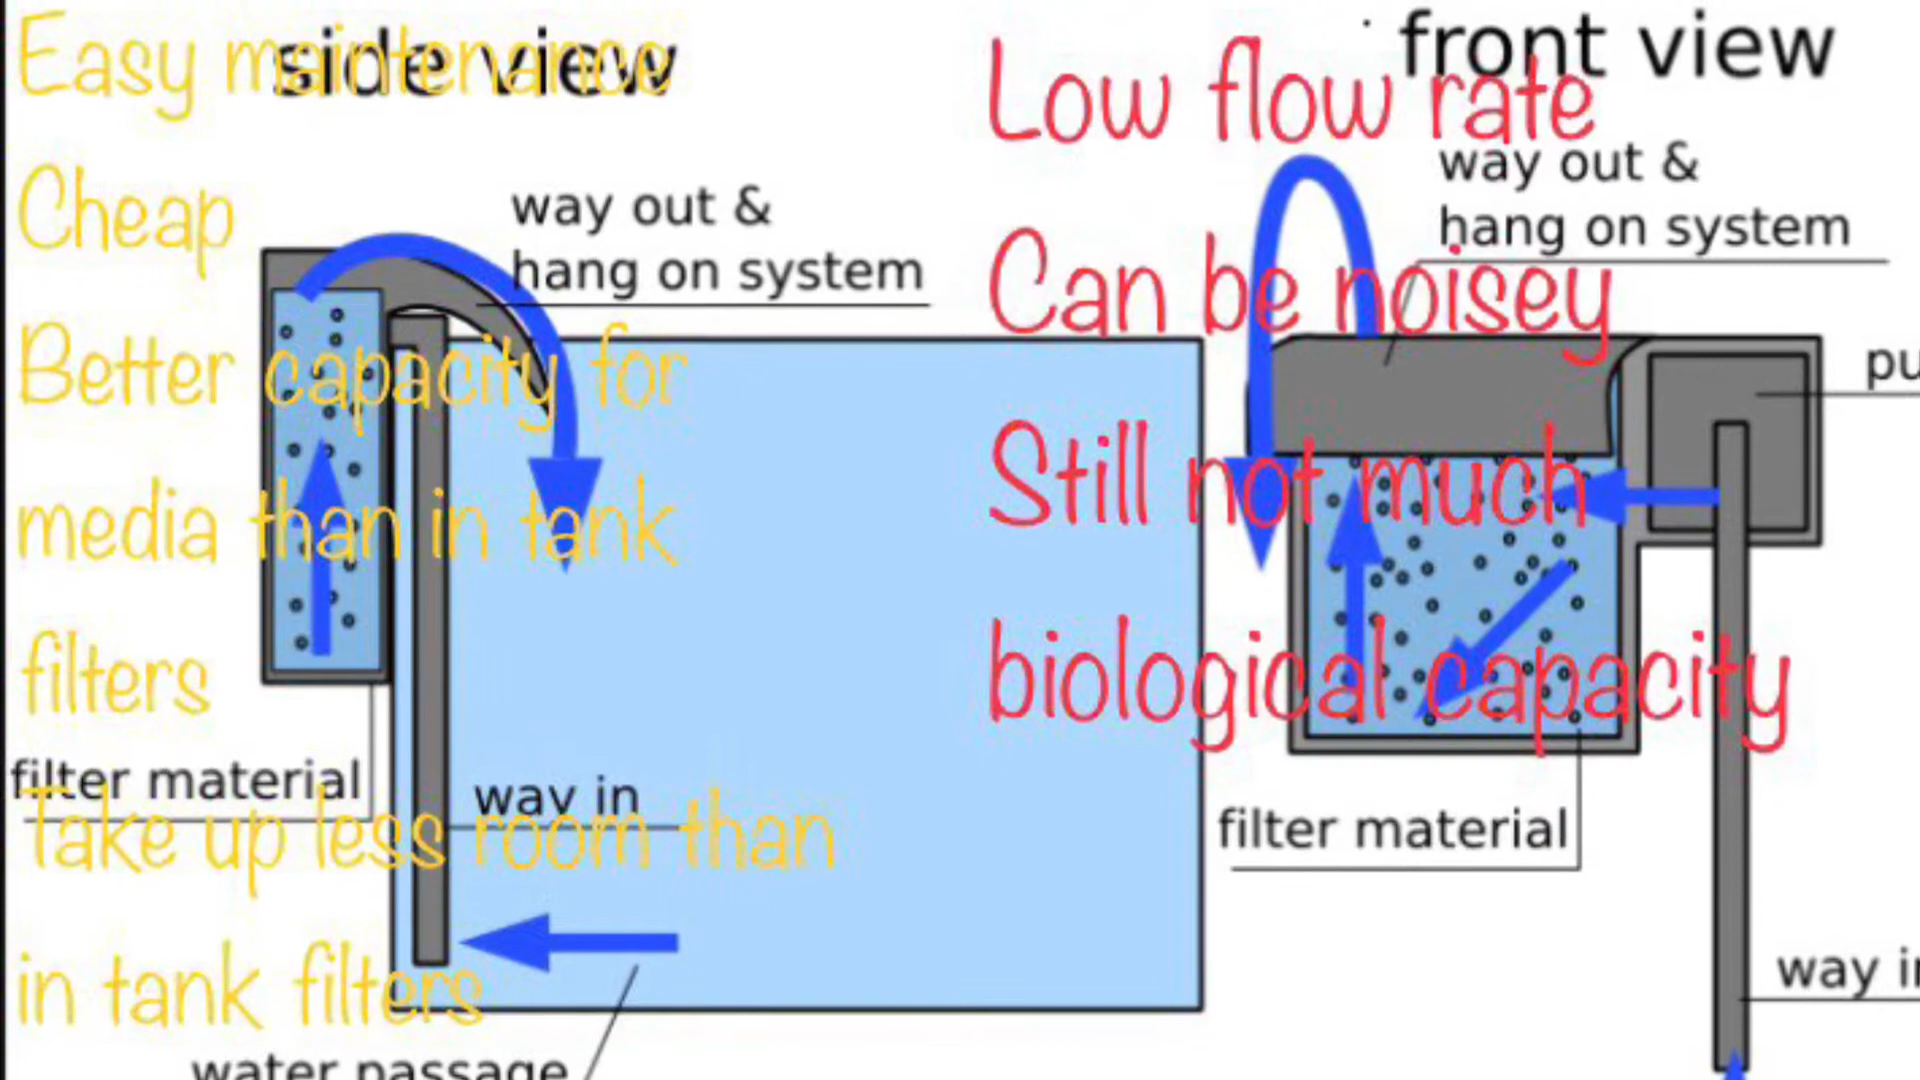 Easy maintenance
side view
Cheap
way out &
hang on system
Better capacity for
media than in tank
filters
filter material
way in
Take up less room than
in tank filters
water passage
front view
Low flow rate
way out &
hang on system
Can be noisey
Still not much
biological capacity
filter material